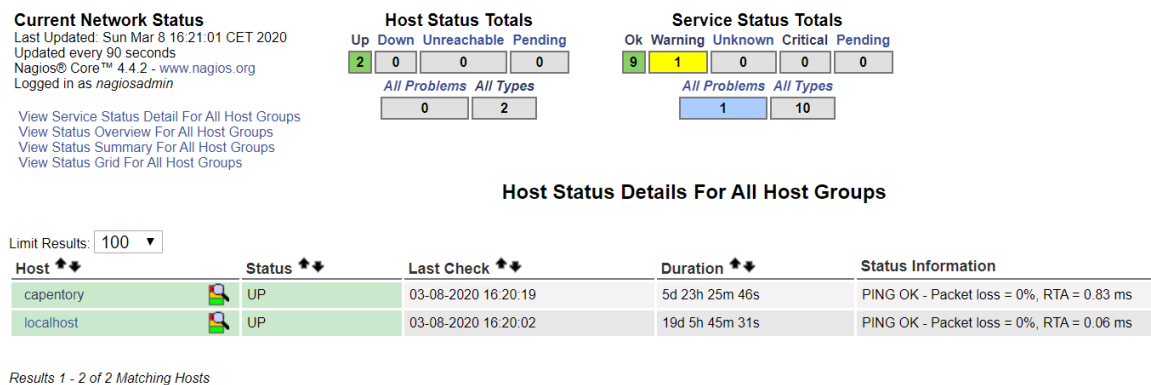 Current Network Status
Last Updated: Sun Mar 8 16:21:01 CET 2020
Updated every 90 seconds
Nagios® Core™ 4.4.2 - www.nagios.org
Logged in as nagiosadmin
View Service Status Detail For All Host Groups
View Status Overview For All Host Groups
View Status Summary For All Host Groups
View Status Grid For All Host Groups
Host Status Totals
Up Down Unreachable Pending
2 0 0 0
All Problems All Types
0 2
Service Status Totals
Ok Warning Unknown Critical Pending
9 1 0 0 0
All Problems All Types
1 10
Host Status Details For All Host Groups
Limit Results: 100
Host Status Last Check Duration Status Information
capentory UP 03-08-2020 16:20:19 5d 23h 25m 46s PING OK - Packet loss = 0%, RTA = 0.83 ms
localhost UP 03-08-2020 16:20:02 19d 5h 45m 31s PING OK - Packet loss = 0%, RTA = 0.06 ms
Results 1 - 2 of 2 Matching Hosts